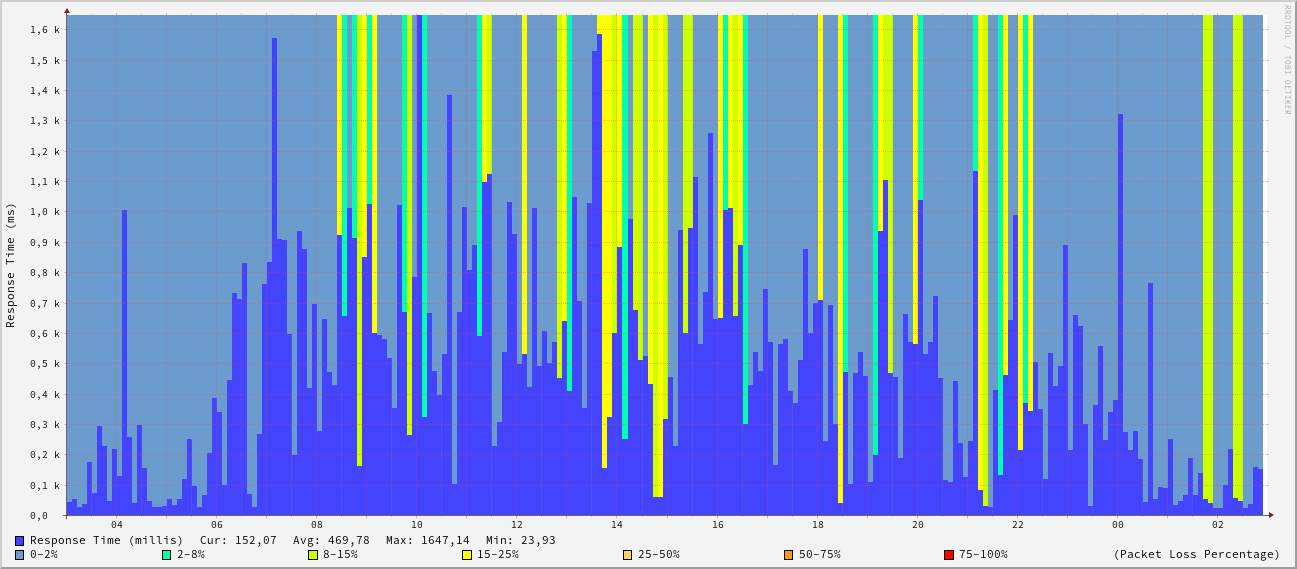 RRDTOOL / TOBI OETIKER
Response Time (ms)
1,6 k
1,5 k
1,4 k
1,3 k
1,2 k
1,1 k
1,0 k
0,9 k
0,8 k
0,7 k
0,6 k
0,5 k
0,4 k
0,3 k
0,2 k
0,1 k
0,0
04 06 08 10 12 14 16 18 20 22 00 02
Response Time (millis) Cur: 152,07 Avg: 469,78 Max: 1647,14 Min: 23,93
0-2% 2-8% 8-15% 15-25% 25-50% 50-75% 75-100% (Packet Loss Percentage)